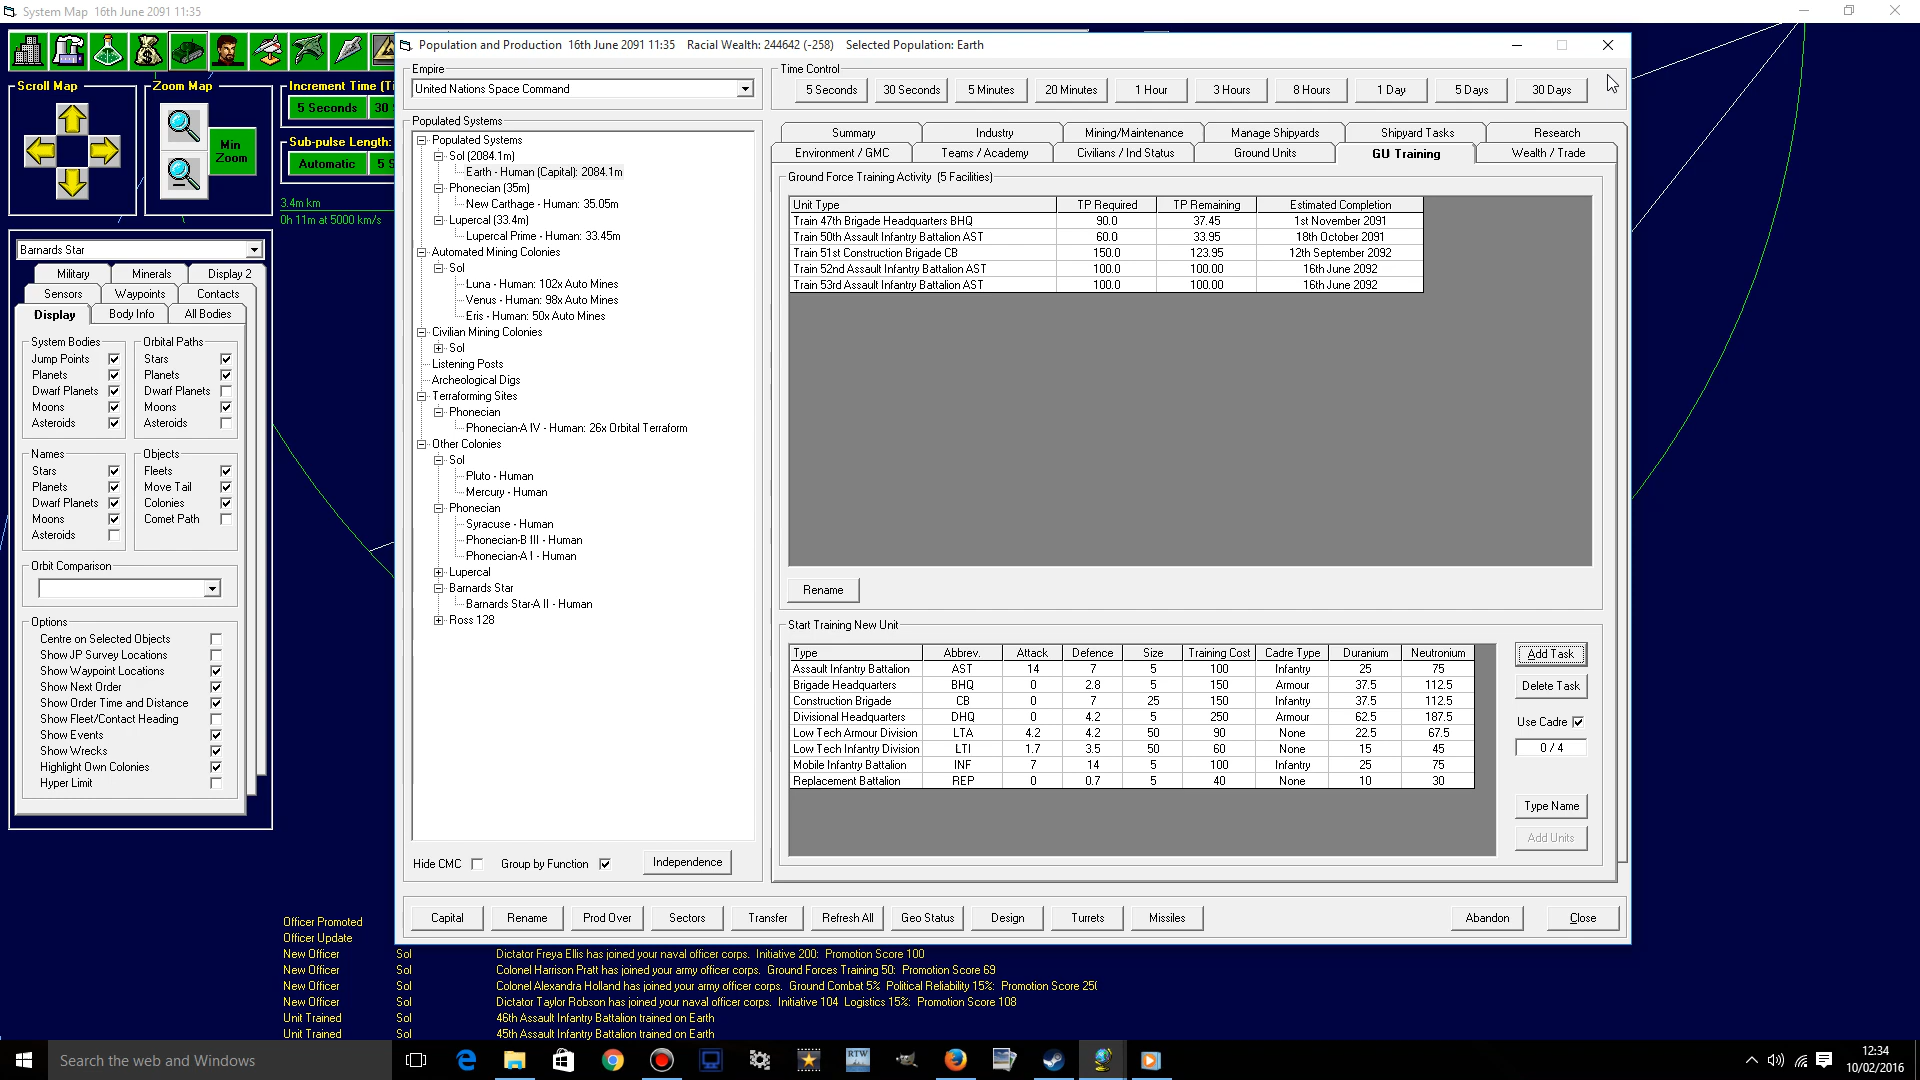 System Map 16th June 2091 11:35
Population and Production 16th June 2091 11:35 Racial Wealth: 244642 (-258) Selected Population: Earth
Scroll Map
Zoom Map
Min Zoom
Increment Time (Ti
5 Seconds 30
Sub-pulse Length:
Automatic 5 S
3.4m km
0h 11m at 5000 km/s
Barnards Star
Military Minerals Display 2
Sensors Waypoints Contacts
Display Body Info All Bodies
System Bodies
Jump Points
Planets
Dwarf Planets
Moons
Asteroids
Orbital Paths
Stars
Planets
Dwarf Planets
Moons
Asteroids
Names
Stars
Planets
Dwarf Planets
Moons
Asteroids
Objects
Fleets
Move Tail
Colonies
Comet Path
Orbit Comparison
Options
Centre on Selected Objects
Show JP Survey Locations
Show Waypoint Locations
Show Next Order
Show Order Time and Distance
Show Fleet/Contact Heading
Show Events
Show Wrecks
Highlight Own Colonies
Hyper Limit
Empire
United Nations Space Command
Populated Systems
Populated Systems
Sol (2084.1m)
Earth - Human (Capital): 2084.1m
Phonecian (35m)
New Carthage - Human: 35.05m
Lupercal (33.4m)
Lupercal Prime - Human: 33.45m
Automated Mining Colonies
Sol
Luna - Human: 102x Auto Mines
Venus - Human: 98x Auto Mines
Eris - Human: 50x Auto Mines
Civilian Mining Colonies
Sol
Listening Posts
Archeological Digs
Terraforming Sites
Phonecian
Phonecian-A IV - Human: 26x Orbital Terraform
Other Colonies
Sol
Pluto - Human
Mercury - Human
Phonecian
Syracuse - Human
Phonecian-B III - Human
Phonecian-A I - Human
Lupercal
Barnards Star
Barnards Star-A II - Human
Ross 128
Hide CMC Group by Function Independence
Time Control
5 Seconds 30 Seconds 5 Minutes 20 Minutes 1 Hour 3 Hours 8 Hours 1 Day 5 Days 30 Days
Summary Industry Mining/Maintenance Manage Shipyards Shipyard Tasks Research
Environment / GMC Teams / Academy Civilians / Ind Status Ground Units GU Training Wealth / Trade
Ground Force Training Activity (5 Facilities)
Unit Type TP Required TP Remaining Estimated Completion
Train 47th Brigade Headquarters BHQ 90.0 37.45 1st November 2091
Train 50th Assault Infantry Battalion AST 60.0 33.95 18th October 2091
Train 51st Construction Brigade CB 150.0 123.95 12th September 2092
Train 52nd Assault Infantry Battalion AST 100.0 100.00 16th June 2092
Train 53rd Assault Infantry Battalion AST 100.0 100.00 16th June 2092
Rename
Start Training New Unit
Type Abbrev. Attack Defence Size Training Cost Cadre Type Duranium Neutronium
Assault Infantry Battalion AST 14 7 5 100 Infantry 25 75
Brigade Headquarters BHQ 0 2.8 5 150 Armour 37.5 112.5
Construction Brigade CB 0 7 25 150 Infantry 37.5 112.5
Divisional Headquarters DHQ 0 4.2 5 250 Armour 62.5 187.5
Low Tech Armour Division LTA 4.2 4.2 50 90 None 22.5 67.5
Low Tech Infantry Division LTI 1.7 3.5 50 60 None 15 45
Mobile Infantry Battalion INF 7 14 5 100 Infantry 25 75
Replacement Battalion REP 0 0.7 5 40 None 10 30
Add Task
Delete Task
Use Cadre
0 / 4
Type Name
Add Units
Capital Rename Prod Over Sectors Transfer Refresh All Geo Status Design Turrets Missiles Abandon Close
Officer Promoted
Officer Update
New Officer Sol Dictator Freya Ellis has joined your naval officer corps. Initiative 200: Promotion Score 100
New Officer Sol Colonel Harrison Pratt has joined your army officer corps. Ground Forces Training 50: Promotion Score 69
New Officer Sol Colonel Alexandra Holland has joined your army officer corps. Ground Combat 5% Political Reliability 15%: Promotion Score 25(
New Officer Sol Dictator Taylor Robson has joined your naval officer corps. Initiative 104 Logistics 15%: Promotion Score 108
Unit Trained Sol 46th Assault Infantry Battalion trained on Earth
Unit Trained Sol 45th Assault Infantry Battalion trained on Earth
Search the web and Windows
RTW
12:34
10/02/2016